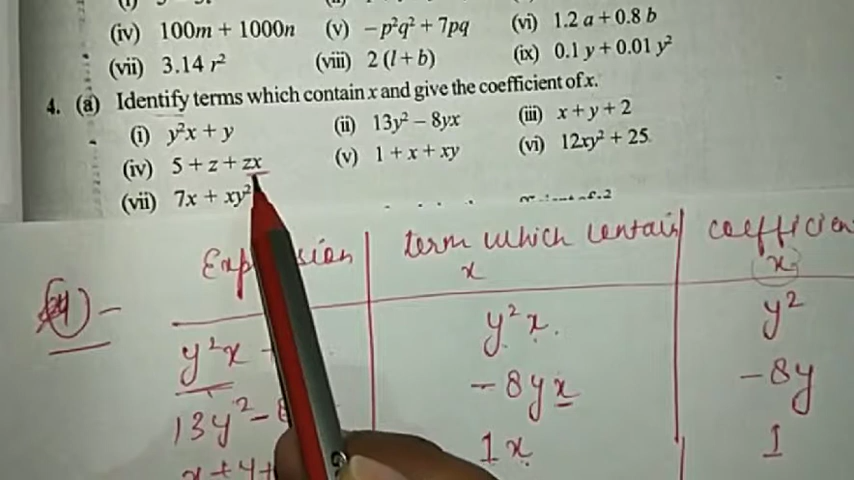 (iv) 100m + 1000n (v) −p²q² + 7pq (vi) 1.2 a + 0.8 b
(vii) 3.14 r² (viii) 2 (l + b) (ix) 0.1 y + 0.01 y²
4. (a) Identify terms which contain x and give the coefficient of x.
(i) y²x + y (ii) 13y² − 8yx (iii) x + y + 2
(iv) 5 + z + zx (v) 1 + x + xy (vi) 12xy² + 25
(vii) 7x + xy²
term which contain coefficien
x x
y²x y²x. y²
13y² − −8yx −8y
x + y + 1x 1